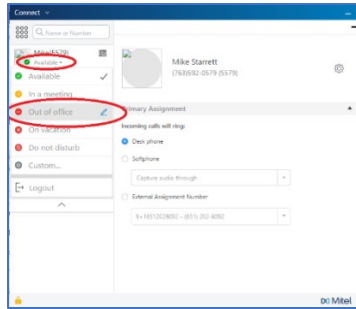 Connect
Name or Number
Mike(5579)
Available
Available
In a meeting
Out of office
On vacation
Do not disturb
Custom...
Logout
Mike Starrett
(763)692-0579 (5579)
Primary Assignment
Incoming calls will ring:
Desk phone
Softphone
Capture audio through
External Assignment Number
Mitel